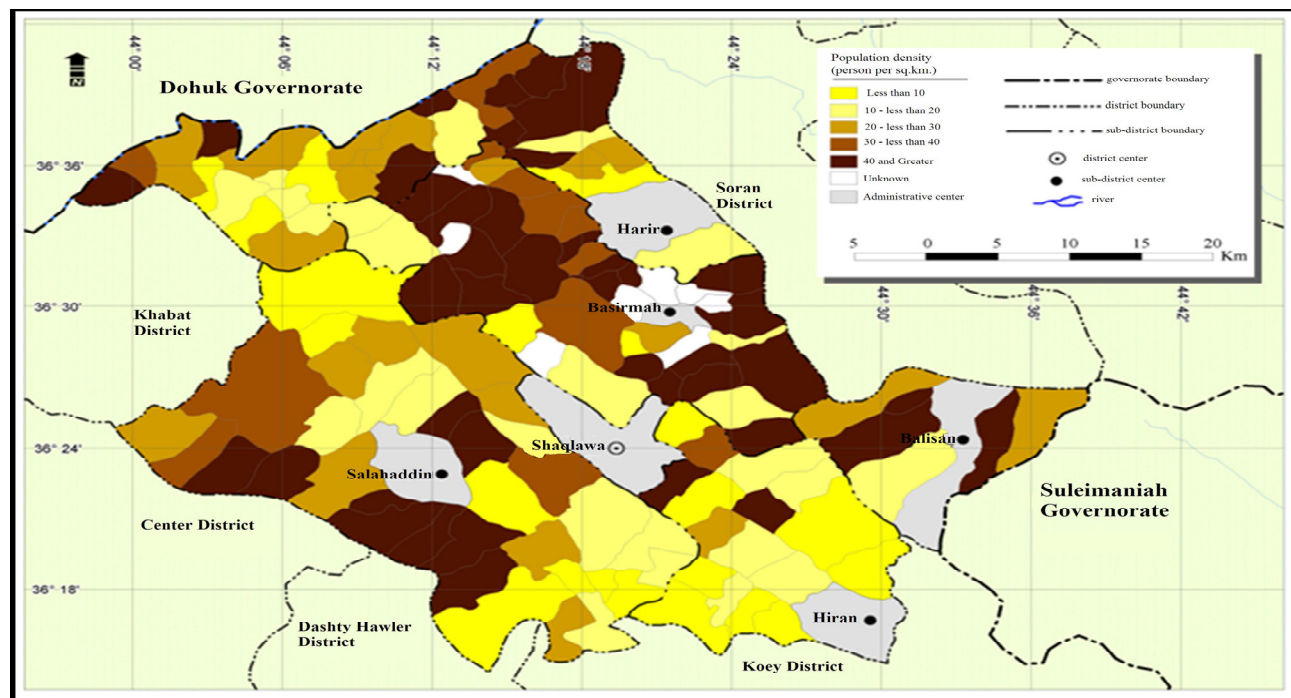 44° 00'
44° 06'
44° 12'
44° 24'
Dohuk Governorate
Population density
(person per sq.km.)
Less than 10
10 - less than 20
20 - less than 30
30 - less than 40
40 and Greater
Unknown
Administrative center
governorate boundary
district boundary
sub-district boundary
district center
sub-district center
river
5 0 5 10 15 20
Km
36° 36'
Soran
District
Harir
36° 30'
Basirmah
Khabat
District
44° 30'
44° 36'
44° 42'
36° 24'
Shaqlawa
Balisan
Salahaddin
Suleimaniah
Governorate
Center District
36° 18'
Hiran
Dashty Hawler
District
Koey District